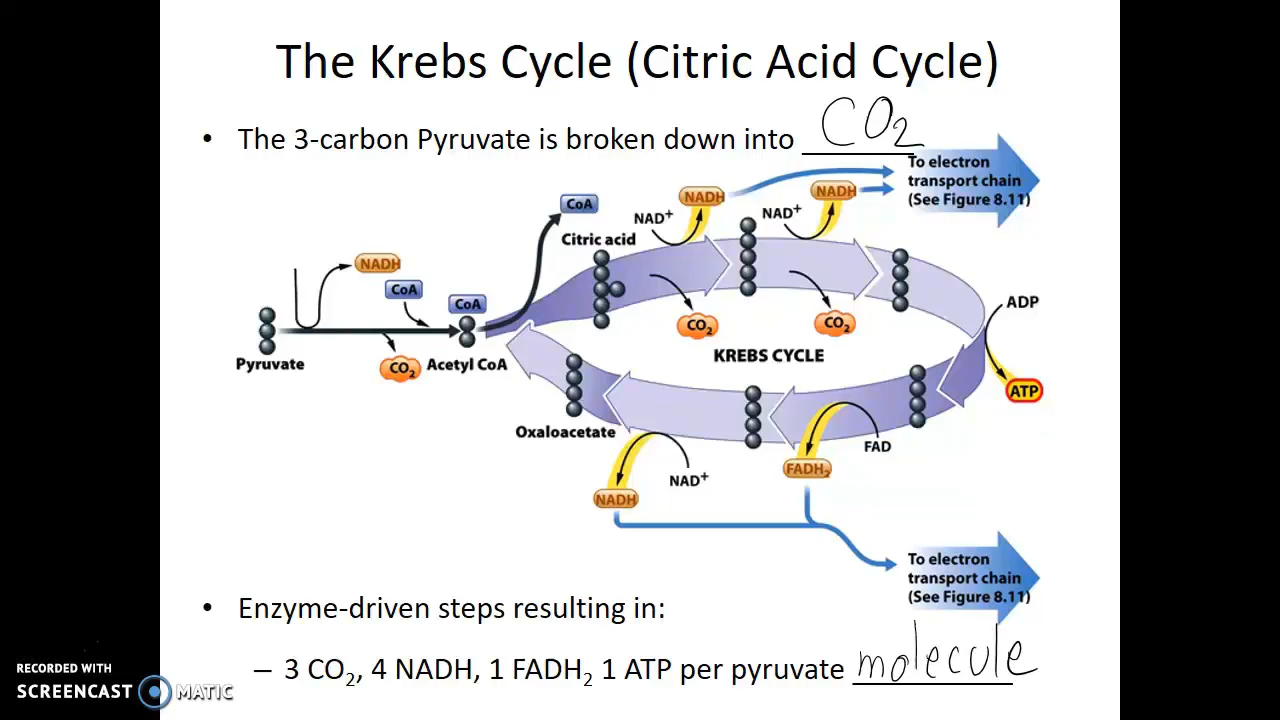 The Krebs Cycle (Citric Acid Cycle)
• The 3-carbon Pyruvate is broken down into CO₂
To electron
transport chain
(See Figure 8.11)
NADH
NADH
CoA
NAD⁺
NAD⁺
Citric acid
NADH
CoA
CoA
ADP
CO₂
CO₂
KREBS CYCLE
Pyruvate
CO₂
Acetyl CoA
ATP
Oxaloacetate
FAD
FADH₂
NAD⁺
NADH
To electron
transport chain
(See Figure 8.11)
• Enzyme-driven steps resulting in:
– 3 CO₂, 4 NADH, 1 FADH₂ 1 ATP per pyruvate molecule
RECORDED WITH
SCREENCAST MATIC